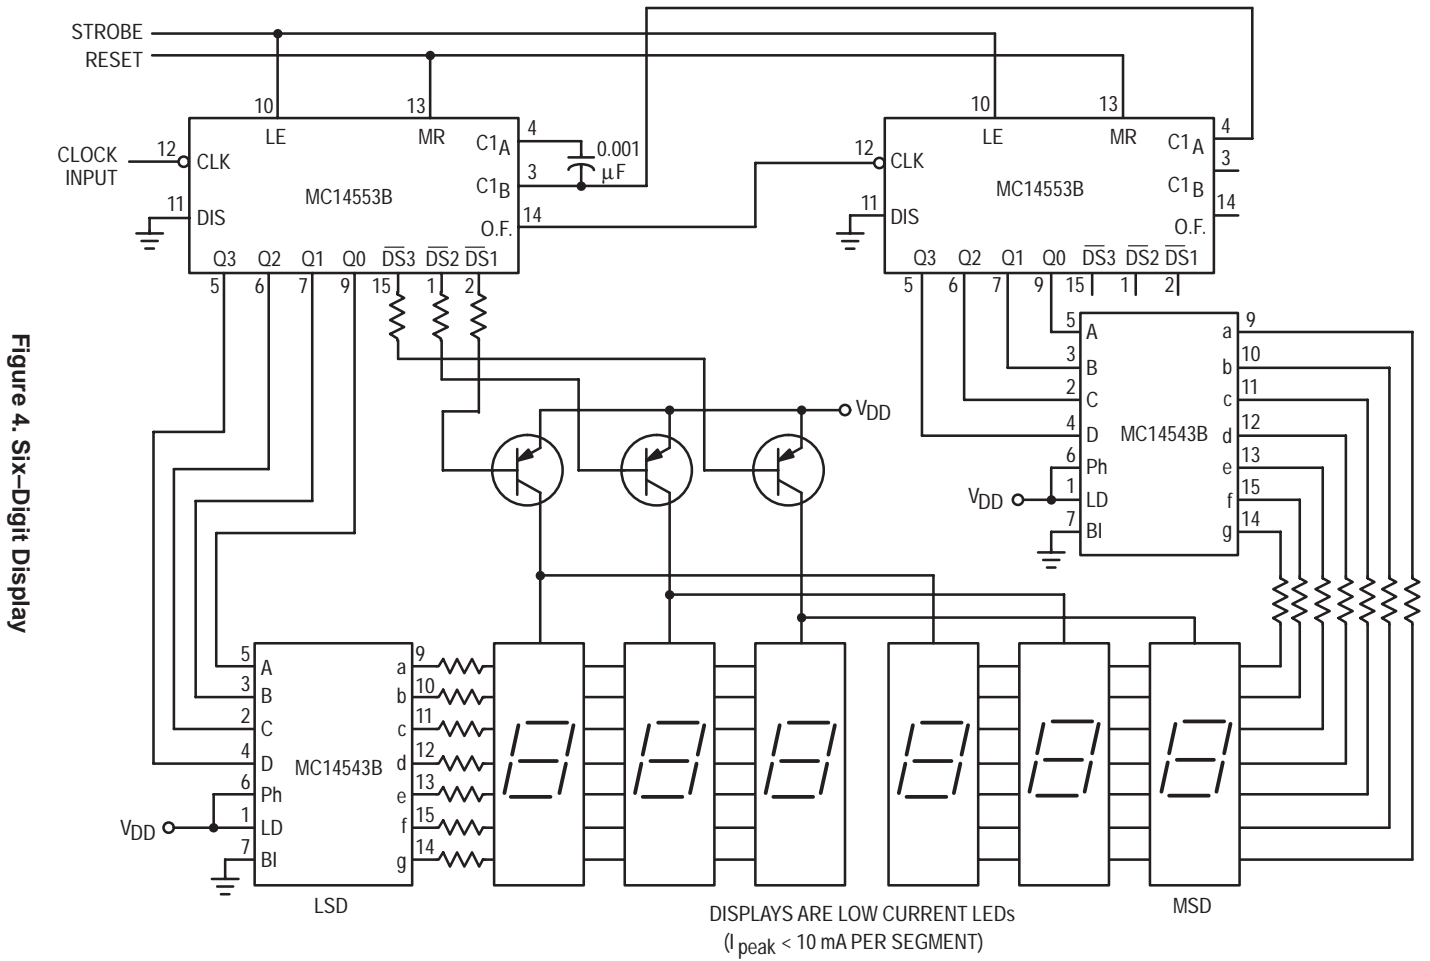 STROBE
RESET
10
13
LE
MR
C1A
4
0.001
µF
CLOCK
INPUT
12
CLK
MC14553B
C1B
3
11
DIS
O.F.
14
Q3
Q2
Q1
Q0
DS3
DS2
DS1
5
6
7
9
15
1
2
10
13
LE
MR
C1A
4
3
12
CLK
MC14553B
C1B
11
DIS
14
O.F.
Q3
Q2
Q1
Q0
DS3
DS2
DS1
5
6
7
9
15
1
2
5
A
a
9
3
B
b
10
2
C
c
11
4
D
MC14543B
d
12
6
Ph
e
13
VDD
1
LD
f
15
7
BI
g
14
VDD
5
A
a
9
3
B
b
10
2
C
c
11
4
D
MC14543B
d
12
6
Ph
e
13
VDD
1
LD
f
15
7
BI
g
14
LSD
MSD
DISPLAYS ARE LOW CURRENT LEDs
(I peak < 10 mA PER SEGMENT)
Figure 4. Six–Digit Display